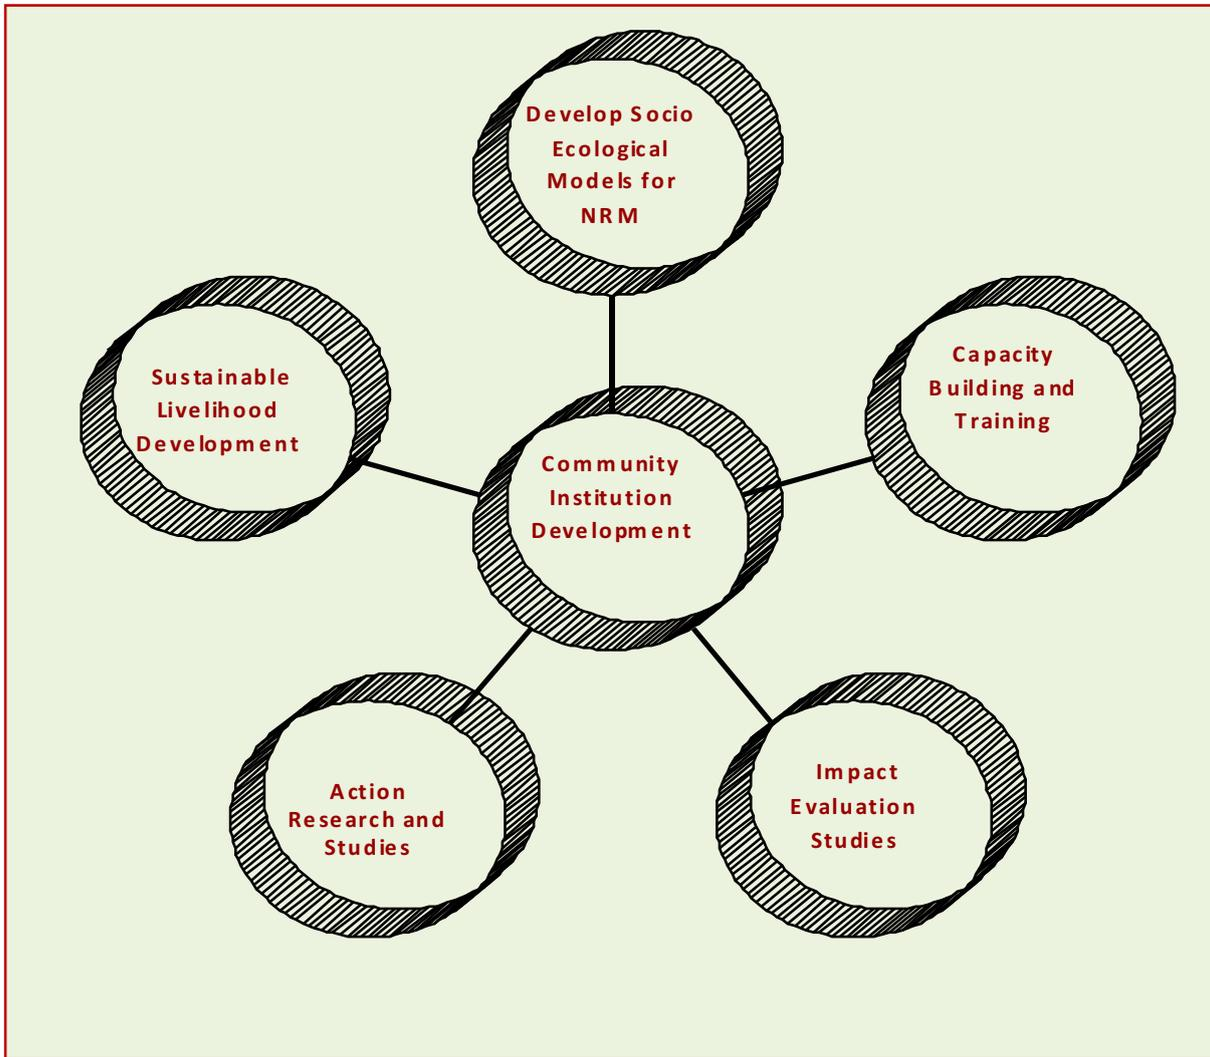 Develop Socio
Ecological
Models for
NRM
Sustainable
Livelihood
Development
Capacity
Building and
Training
Community
Institution
Development
Action
Research and
Studies
Impact
Evaluation
Studies